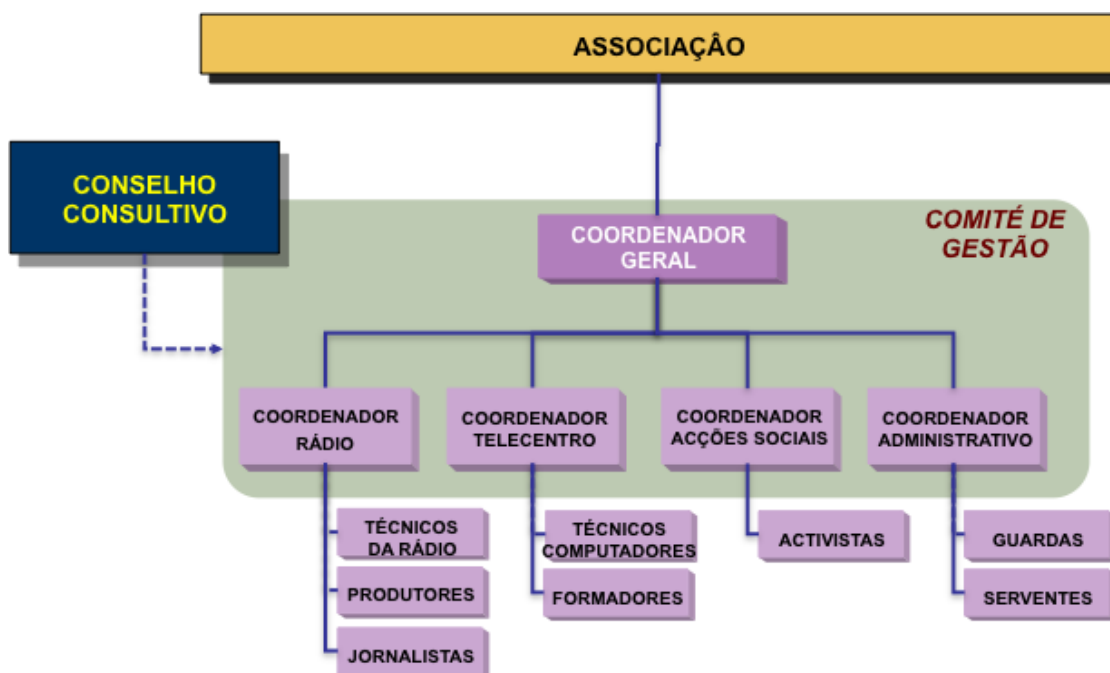 ASSOCIAÇÂO
CONSELHO
CONSULTIVO
COMITÉ DE
GESTÃO
COORDENADOR
GERAL
COORDENADOR
RÁDIO
COORDENADOR
TELECENTRO
COORDENADOR
ACÇÕES SOCIAIS
COORDENADOR
ADMINISTRATIVO
TÉCNICOS
DA RÁDIO
PRODUTORES
JORNALISTAS
TÉCNICOS
COMPUTADORES
FORMADORES
ACTIVISTAS
GUARDAS
SERVENTES